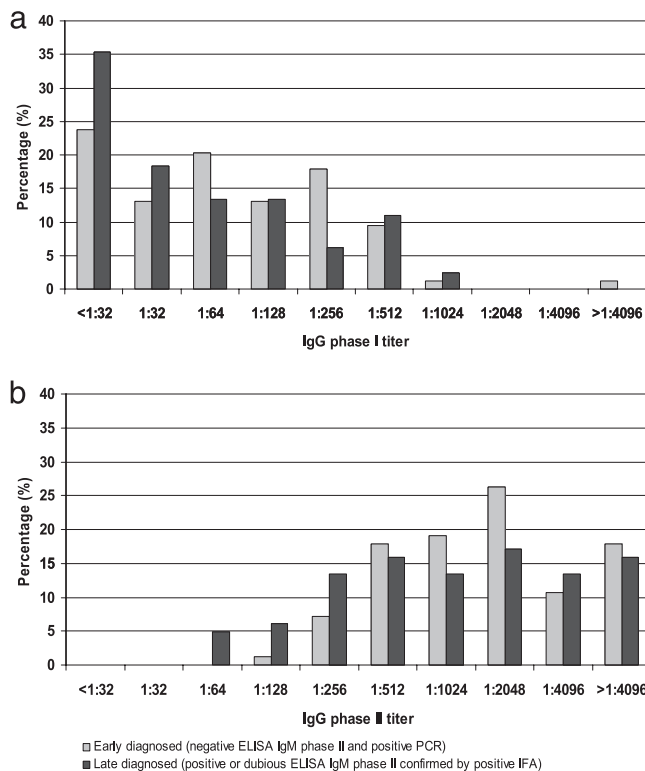 a
Percentage (%)
40
35
30
25
20
15
10
5
0
<1:32 1:32 1:64 1:128 1:256 1:512 1:1024 1:2048 1:4096 >1:4096
IgG phase I titer
b
Percentage (%)
40
35
30
25
20
15
10
5
0
<1:32 1:32 1:64 1:128 1:256 1:512 1:1024 1:2048 1:4096 >1:4096
IgG phase II titer
Early diagnosed (negative ELISA IgM phase II and positive PCR)
Late diagnosed (positive or dubious ELISA IgM phase II confirmed by positive IFA)